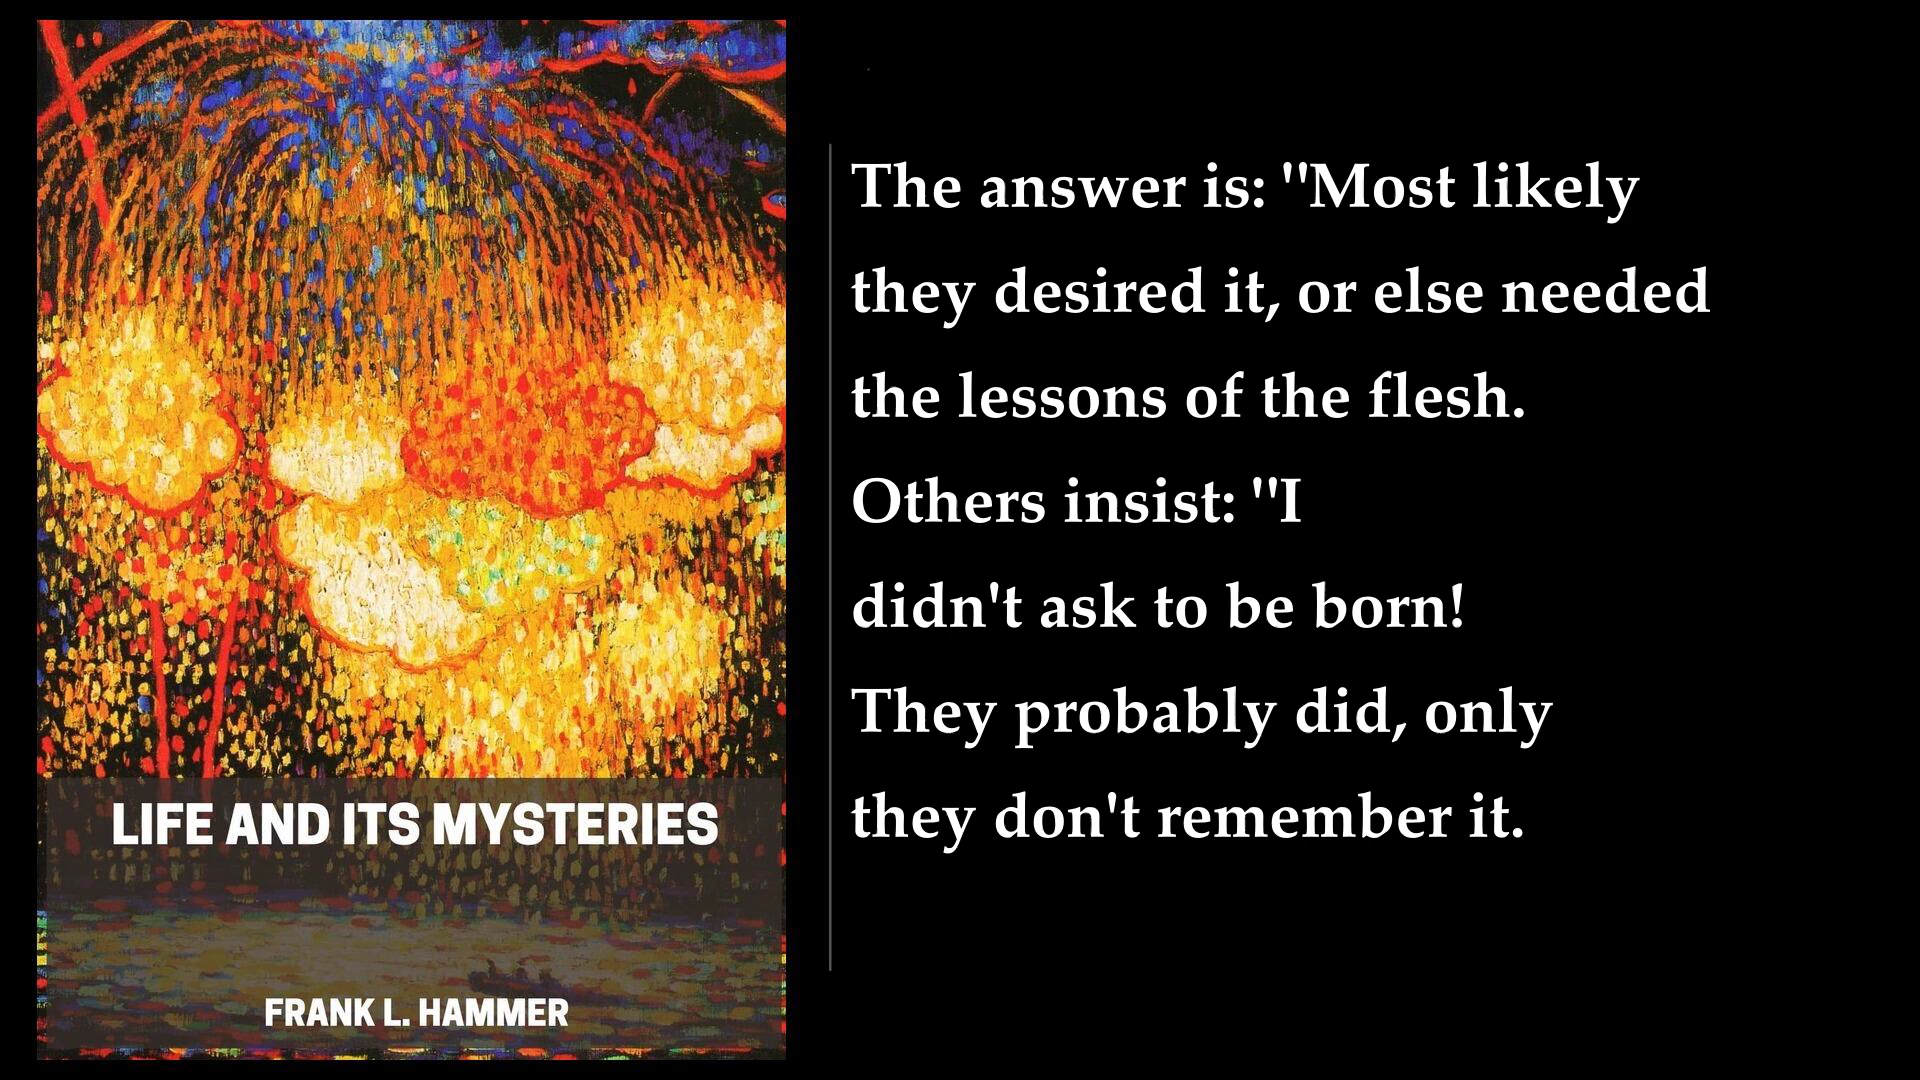 LIFE AND ITS MYSTERIES
FRANK L. HAMMER
The answer is: "Most likely
they desired it, or else needed
the lessons of the flesh.
Others insist: "I
didn't ask to be born!
They probably did, only
they don't remember it.